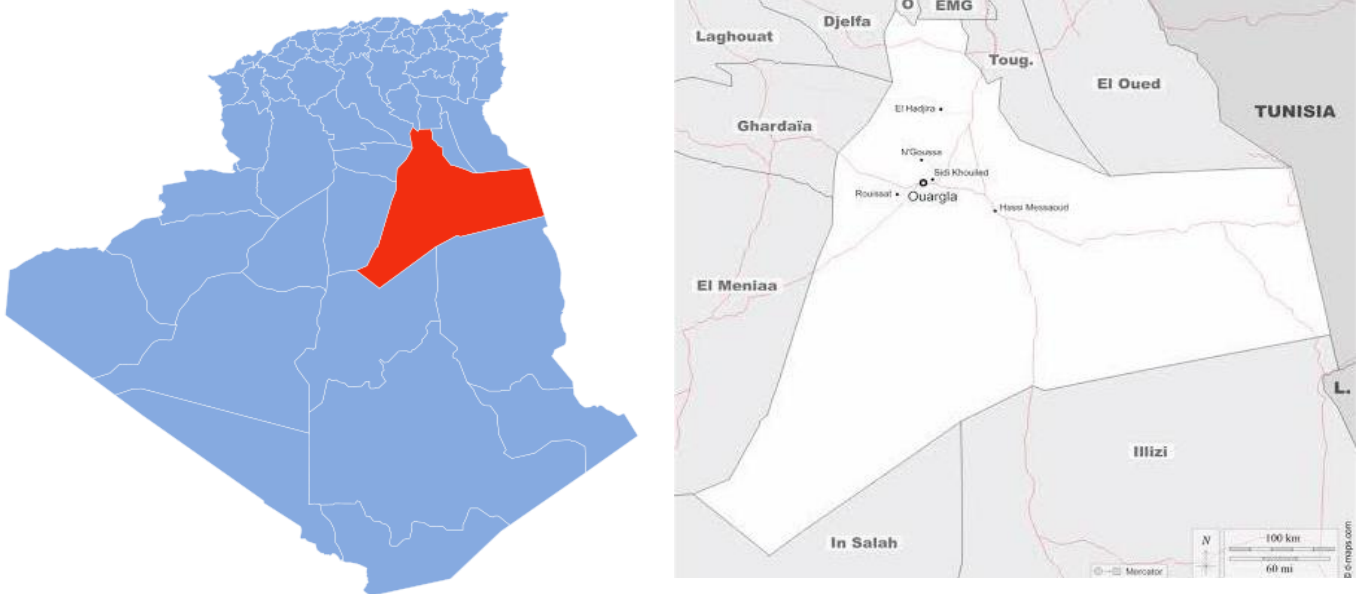 O
EMG
Djelfa
Laghouat
Toug.
El Oued
El Hadjira
TUNISIA
Ghardaïa
N'Goussa
Sidi Khouiled
Rouissat
Ouargla
Hassi Messaoud
El Meniaa
L.
Illizi
In Salah
N
100 km
60 mi
Mercator
© d-maps.com